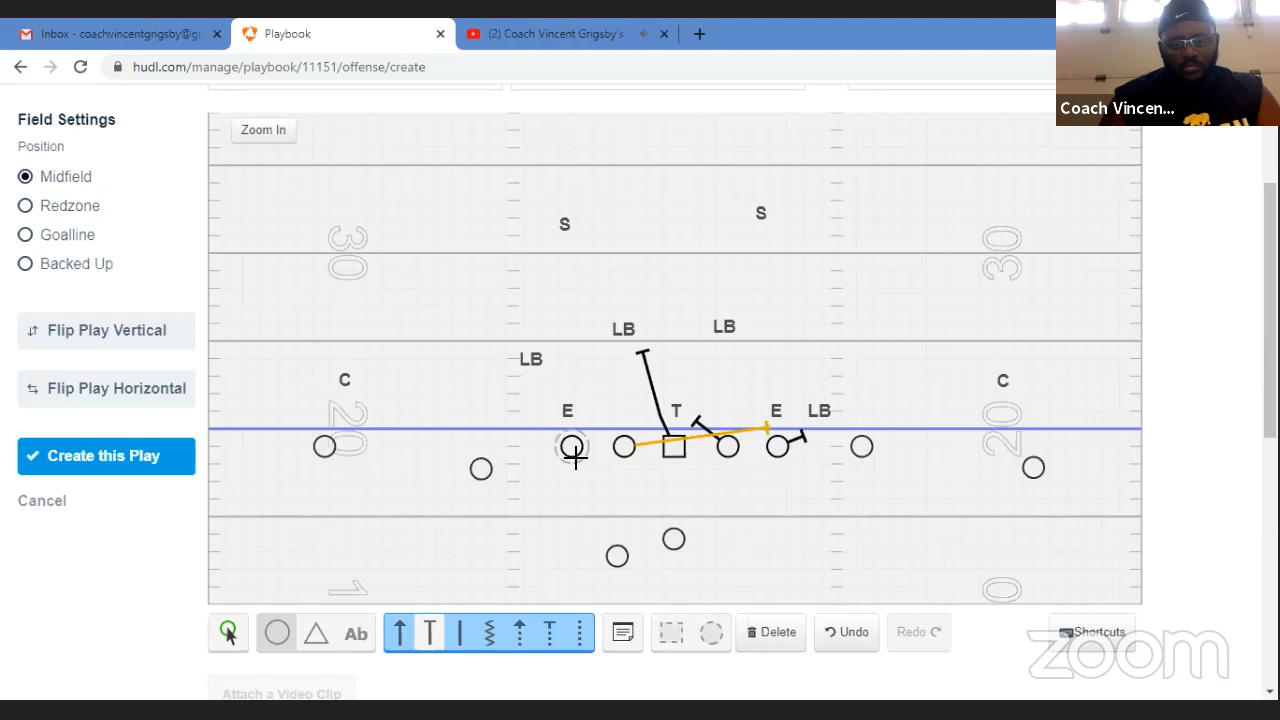 Inbox - coachvincentgrigsby@g
Playbook
(2) Coach Vincent Grigsby's
hudl.com/manage/playbook/11151/offense/create
Coach Vincen...
Field Settings
Position
Midfield
Redzone
Goalline
Backed Up
Flip Play Vertical
Flip Play Horizontal
Create this Play
Cancel
Zoom In
S
S
30
30
LB
LB
LB
C
C
20
20
E
T
E
LB
1
0
Ab
Delete
Undo
Redo
Shortcuts
Attach a Video Clip
zoom